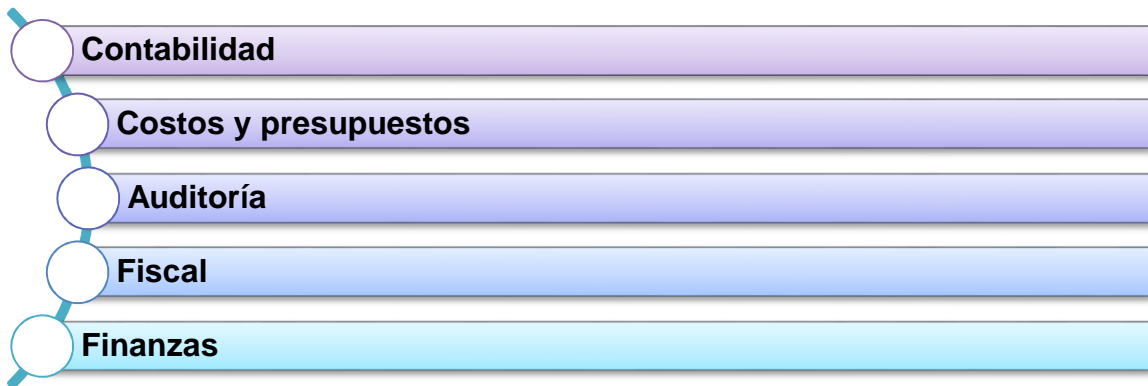 Contabilidad
Costos y presupuestos
Auditoría
Fiscal
Finanzas